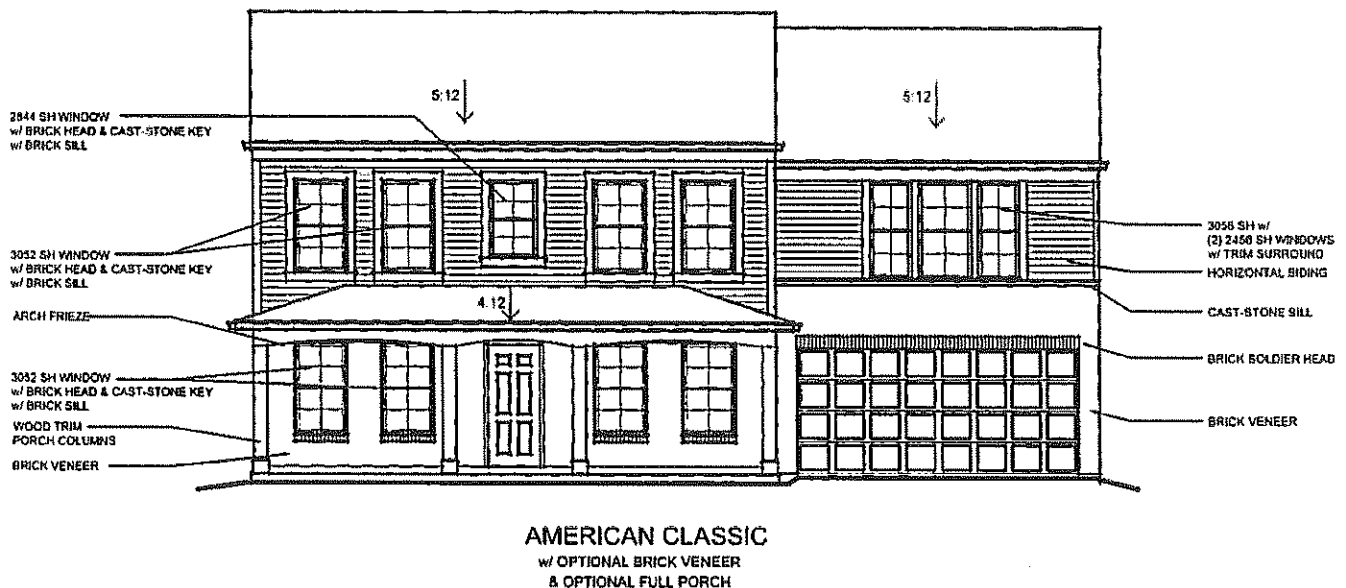 5:12
5:12
2844 SH WINDOW
w/ BRICK HEAD & CAST-STONE KEY
w/ BRICK SILL
3052 SH WINDOW
w/ BRICK HEAD & CAST-STONE KEY
w/ BRICK SILL
3056 SH w/
(2) 2456 SH WINDOWS
w/ TRIM SURROUND
HORIZONTAL SIDING
4:12
ARCH FRIEZE
CAST-STONE SILL
BRICK SOLDIER HEAD
3052 SH WINDOW
w/ BRICK HEAD & CAST-STONE KEY
w/ BRICK SILL
WOOD TRIM
PORCH COLUMNS
BRICK VENEER
BRICK VENEER
AMERICAN CLASSIC
w/ OPTIONAL BRICK VENEER
& OPTIONAL FULL PORCH